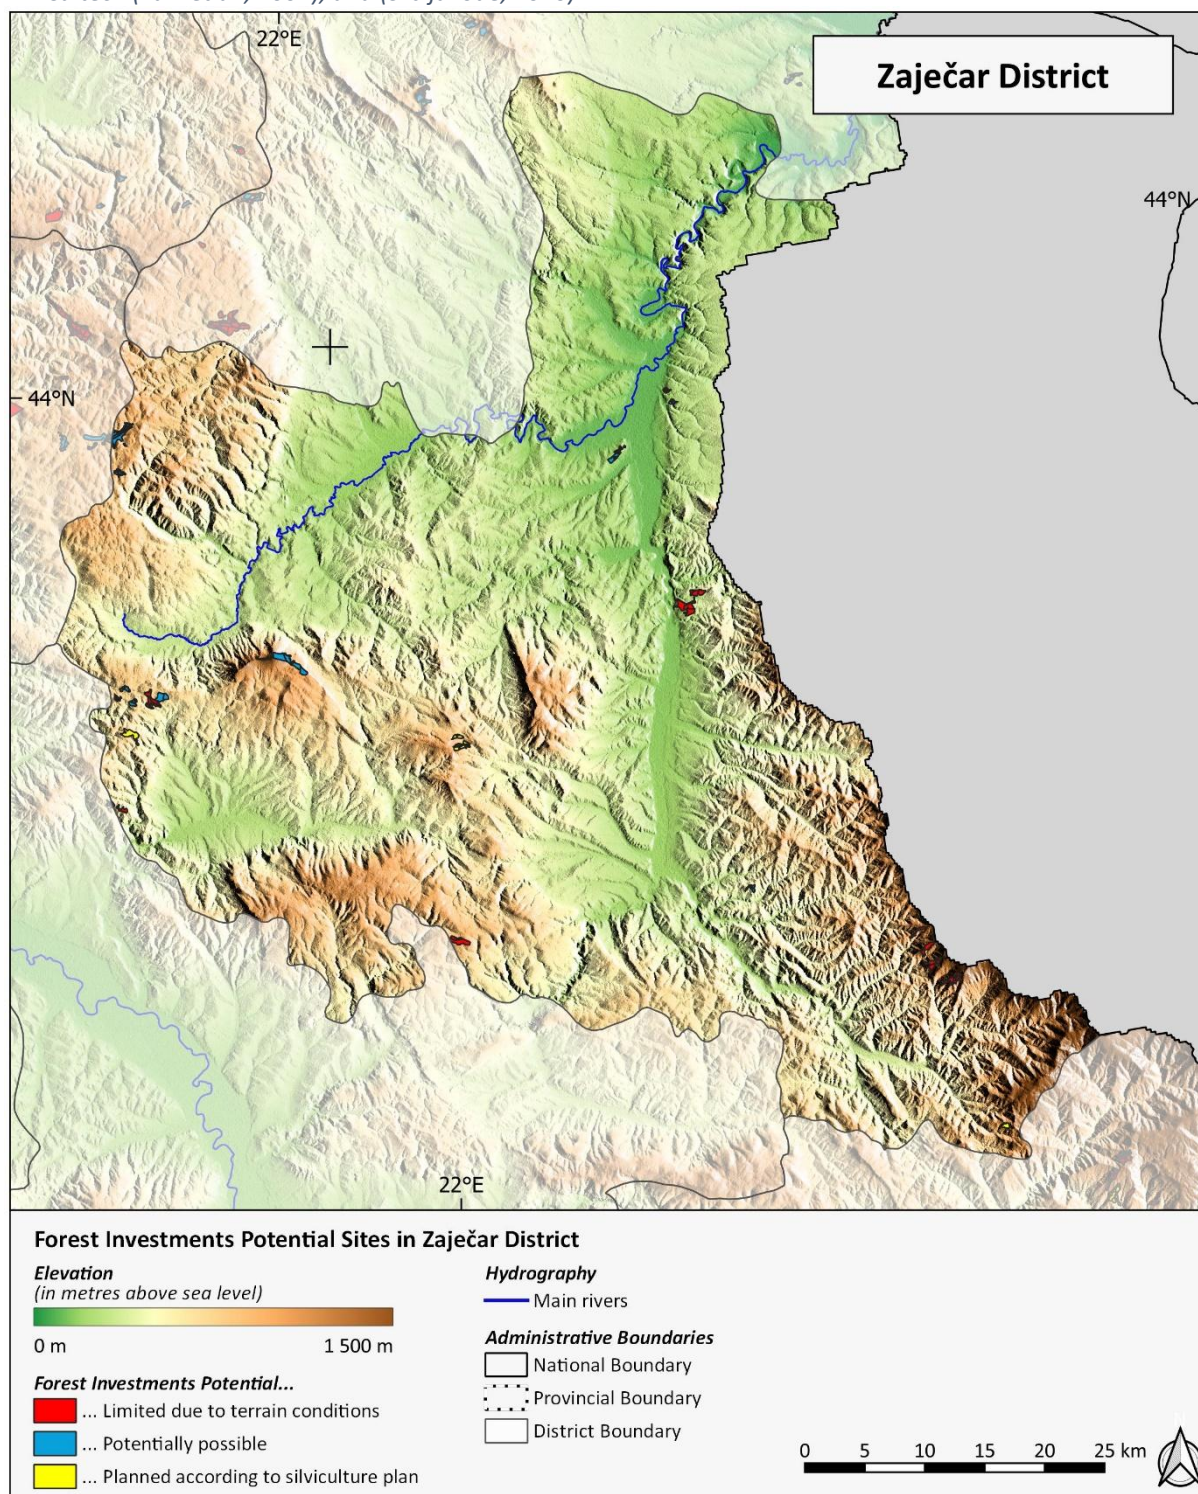 22°E
Zaječar District
44°N
44°N
22°E
Forest Investments Potential Sites in Zaječar District
Elevation
(in metres above sea level)
0 m 1 500 m
Forest Investments Potential...
... Limited due to terrain conditions
... Potentially possible
... Planned according to silviculture plan
Hydrography
Main rivers
Administrative Boundaries
National Boundary
Provincial Boundary
District Boundary
0 5 10 15 20 25 km